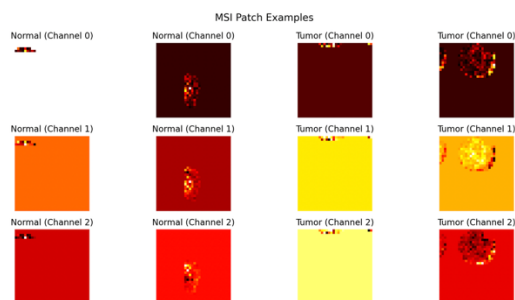 MSI Patch Examples
Normal (Channel 0) Normal (Channel 0) Tumor (Channel 0) Tumor (Channel 0)
Normal (Channel 1) Normal (Channel 1) Tumor (Channel 1) Tumor (Channel 1)
Normal (Channel 2) Normal (Channel 2) Tumor (Channel 2) Tumor (Channel 2)